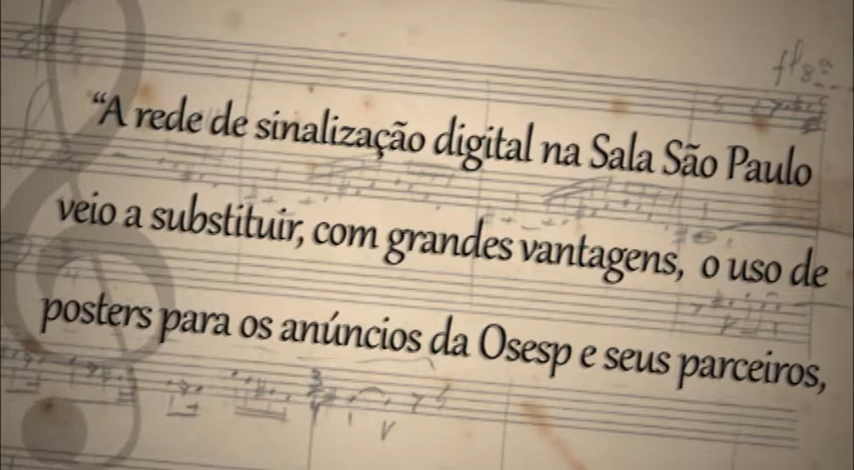 “A rede de sinalização digital na Sala São Paulo
veio a substituir, com grandes vantagens, o uso de
posters para os anúncios da Osesp e seus parceiros,